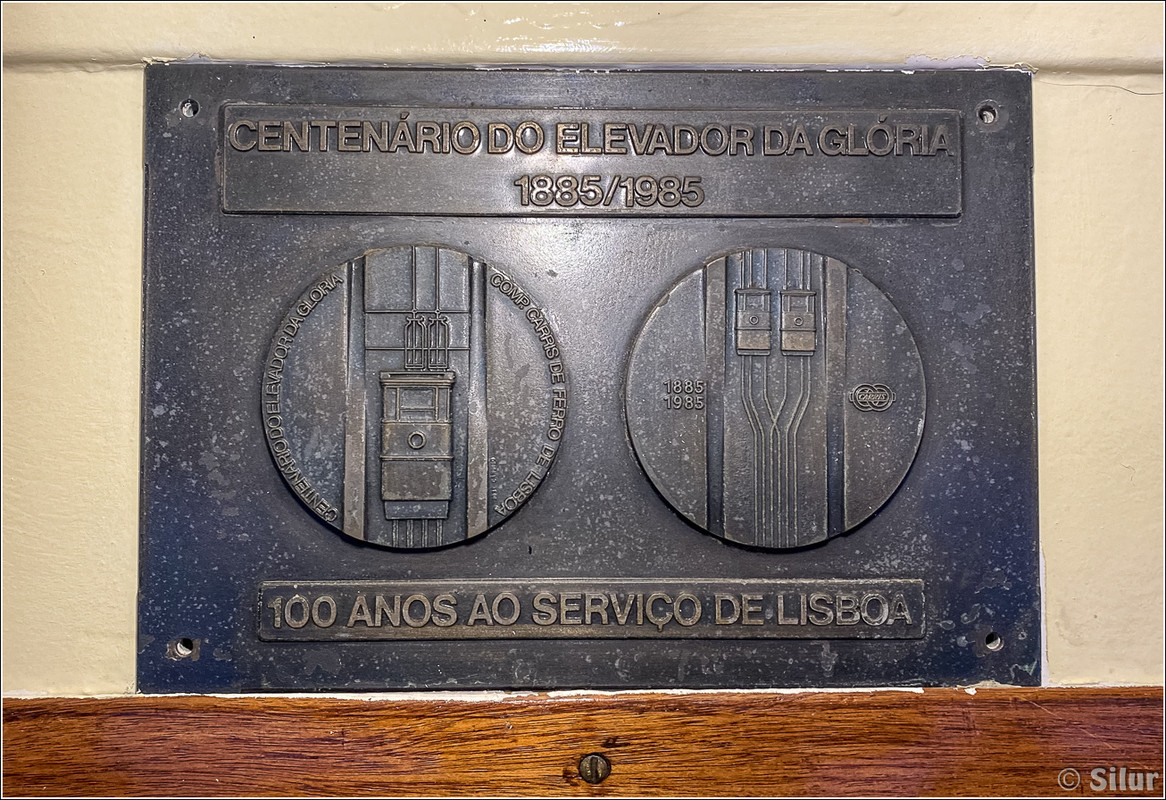 CENTENÁRIO DO ELEVADOR DA GLÓRIA
1885/1985
CENTENÁRIO DO ELEVADOR DA GLÓRIA
COMP. CARRIS DE FERRO DE LISBOA
1885
1985
CARRIS
100 ANOS AO SERVIÇO DE LISBOA
© Silur